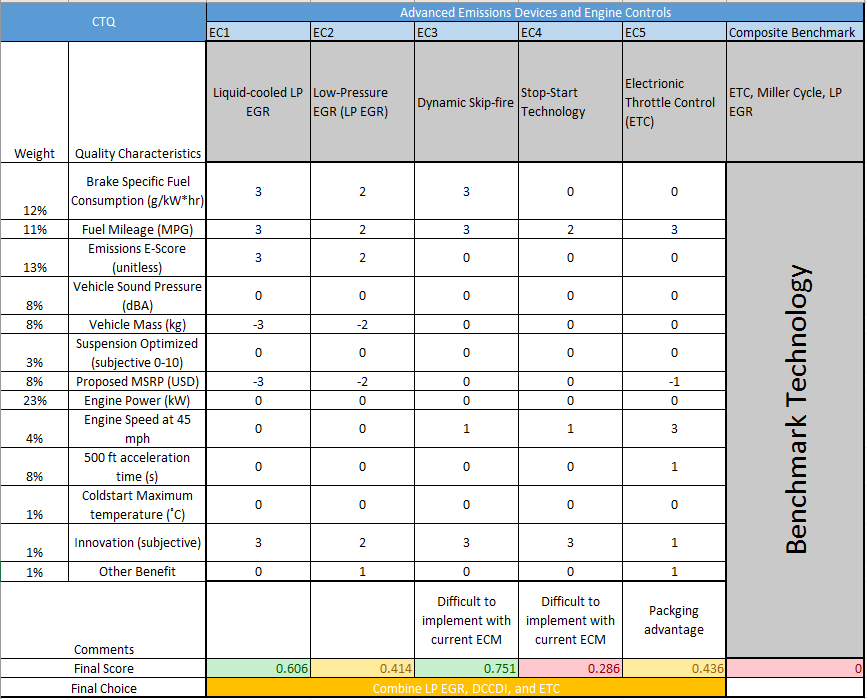 CTQ
Advanced Emissions Devices and Engine Controls
EC1 EC2 EC3 EC4 EC5 Composite Benchmark
Weight Quality Characteristics
Liquid-cooled LP
EGR
Low-Pressure
EGR (LP EGR)
Dynamic Skip-fire
Stop-Start
Technology
Electrionic
Throttle Control
(ETC)
ETC, Miller Cycle, LP
EGR
12% Brake Specific Fuel
Consumption (g/kW*hr)
3 2 3 0 0
11% Fuel Mileage (MPG) 3 2 3 2 3
13% Emissions E-Score
(unitless)
3 2 0 0 0
8% Vehicle Sound Pressure
(dBA)
0 0 0 0 0
8% Vehicle Mass (kg) -3 -2 0 0 0
3% Suspension Optimized
(subjective 0-10)
0 0 0 0 0
8% Proposed MSRP (USD) -3 -2 0 0 -1
23% Engine Power (kW) 0 0 0 0 0
4% Engine Speed at 45
mph
0 0 1 1 3
8% 500 ft acceleration
time (s)
0 0 0 0 1
1% Coldstart Maximum
temperature (˚C)
0 0 0 0 0
1% Innovation (subjective) 3 2 3 3 1
1% Other Benefit 0 1 0 0 1
Benchmark Technology
Comments
Difficult to
implement with
current ECM
Difficult to
implement with
current ECM
Packging
advantage
Final Score 0.606 0.414 0.751 0.286 0.436 0
Final Choice Combine LP EGR, DCCDI, and ETC